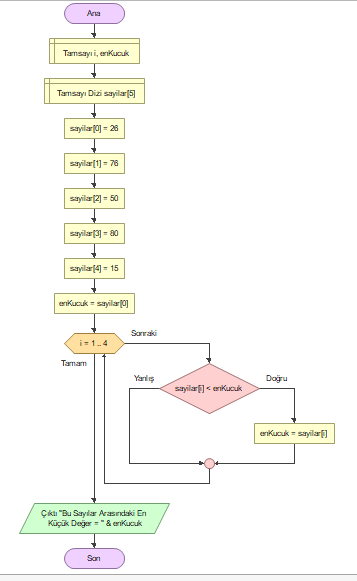 Ana
Tamsayı i, enKucuk
Tamsayı Dizi sayilar[5]
sayilar[0] = 26
sayilar[1] = 76
sayilar[2] = 50
sayilar[3] = 80
sayilar[4] = 15
enKucuk = sayilar[0]
i = 1 .. 4
Sonraki
Tamam
Yanlış
sayilar[i] < enKucuk
Doğru
enKucuk = sayilar[i]
Çıktı "Bu Sayılar Arasındaki En
Küçük Değer = " & enKucuk
Son